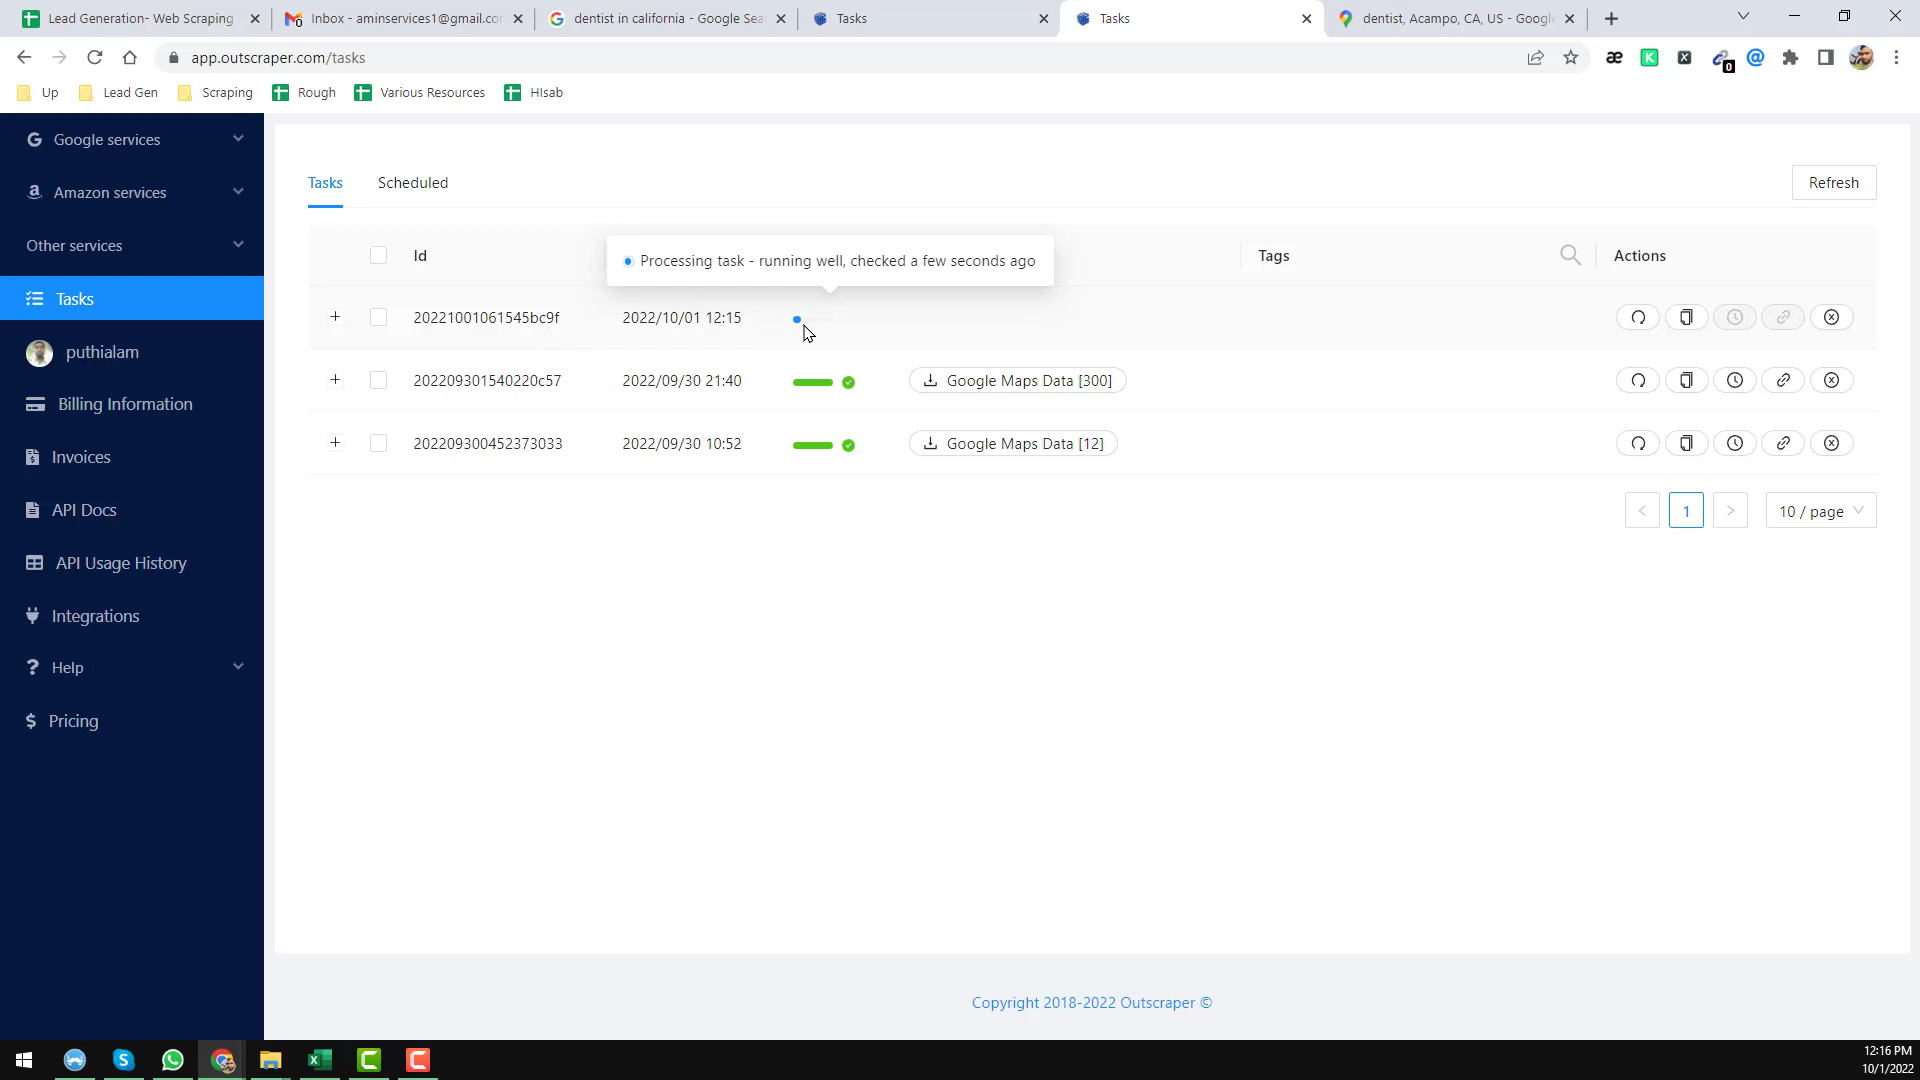 Lead Generation- Web Scraping
Inbox - aminservices1@gmail.co
dentist in california - Google Sea
Tasks
Tasks
dentist, Acampo, CA, US - Googl
app.outscraper.com/tasks
0
Up
Lead Gen
Scraping
Rough
Various Resources
HIsab
Google services
Amazon services
Other services
Tasks
puthialam
Billing Information
Invoices
API Docs
API Usage History
Integrations
Help
Pricing
Tasks
Scheduled
Refresh
Id
Processing task - running well, checked a few seconds ago
Tags
Actions
20221001061545bc9f
2022/10/01 12:15
202209301540220c57
2022/09/30 21:40
Google Maps Data [300]
202209300452373033
2022/09/30 10:52
Google Maps Data [12]
< 1 > 10 / page
Copyright 2018-2022 Outscraper ©
12:16 PM
10/1/2022